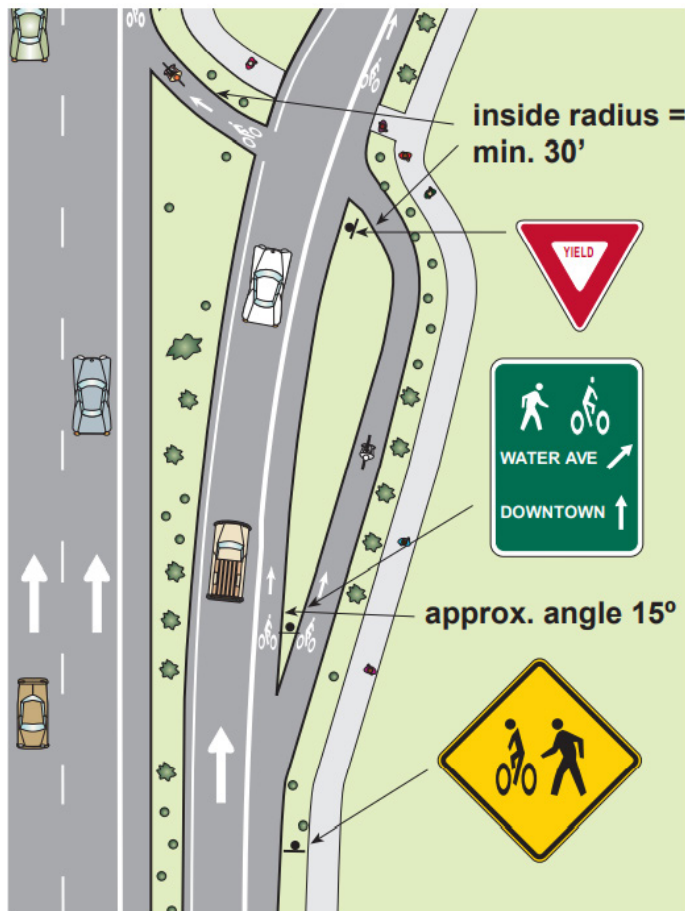 inside radius =
min. 30’
YIELD
WATER AVE
DOWNTOWN
approx. angle 15º